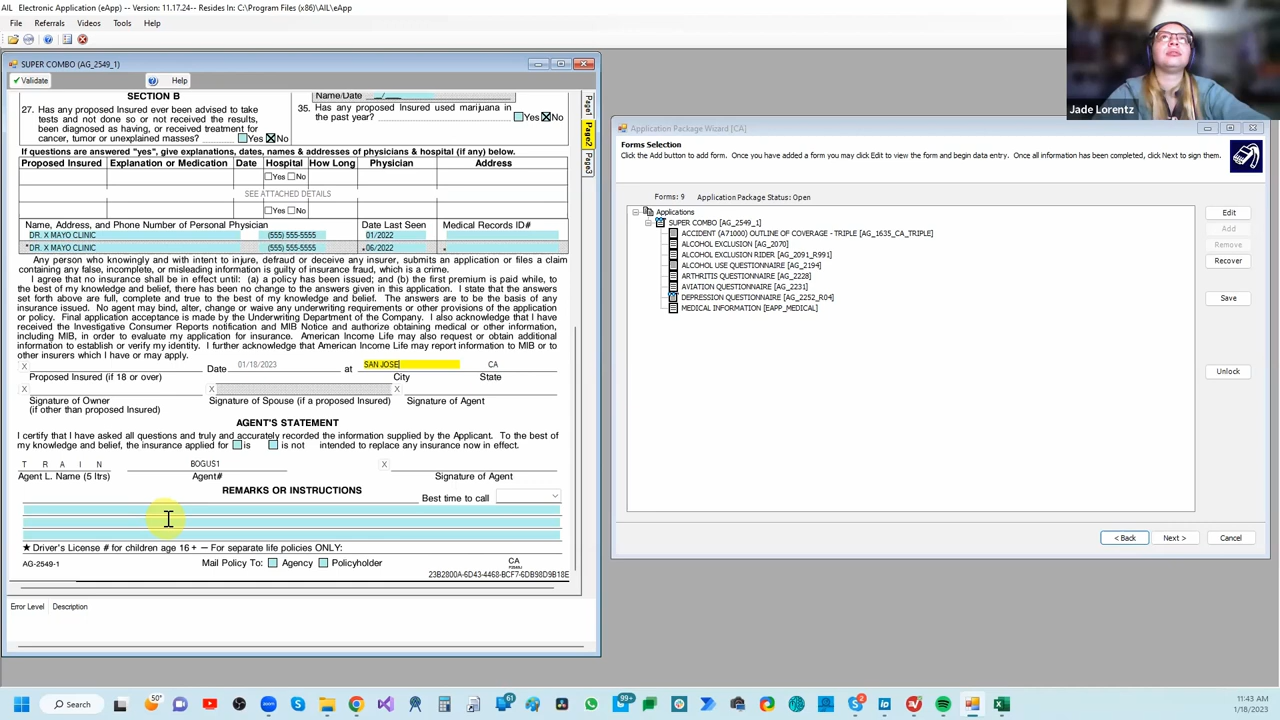 AIL   Electronic Application (eApp) -- Version: 11.17.24-- Resides In: C:\Program Files (x86)\AIL\eApp
File Referrals Videos Tools Help
Jade Lorentz
SUPER COMBO (AG_2549_1)
Validate Help
SECTION B
27. Has any proposed Insured ever been advised to take
tests and not done so or not received the results,
been diagnosed as having, or received treatment for
cancer, tumor or unexplained masses? Yes No
Name/Date
35. Has any proposed Insured used marijuana in
the past year? Yes No
Page1
Page2
Page3
If questions are answered "yes", give explanations, dates, names & addresses of physicians & hospital (if any) below.
Proposed Insured Explanation or Medication Date Hospital How Long Physician Address
Yes No
SEE ATTACHED DETAILS
Yes No
Name, Address, and Phone Number of Personal Physician Date Last Seen Medical Records ID#
DR. X MAYO CLINIC (555) 555-5555 01/2022
*DR. X MAYO CLINIC (555) 555-5555 06/2022
Any person who knowingly and with intent to injure, defraud or deceive any insurer, submits an application or files a claim
containing any false, incomplete, or misleading information is guilty of insurance fraud, which is a crime.
I agree that no insurance shall be in effect until: (a) a policy has been issued; and (b) the first premium is paid while, to
the best of my knowledge and belief, there has been no change to the answers given in this application. I state that the answers
set forth above are full, complete and true to the best of my knowledge and belief. The answers are to be the basis of any
insurance issued. No agent may bind, alter, change or waive any underwriting requirements or other provisions of the application
or policy. Final application acceptance is made by the Underwriting Department of the Company. I also acknowledge that I have
received the Investigative Consumer Reports notification and MIB Notice and authorize obtaining medical or other information,
including MIB, in order to evaluate my application for insurance. American Income Life may also request or obtain additional
information to establish or verify my identity. I further acknowledge that American Income Life may report information to MIB or to
other insurers which I have or may apply.
X Date 01/18/2023 at SAN JOSE CA
Proposed Insured (if 18 or over) City State
X X X
Signature of Owner Signature of Spouse (if a proposed Insured) Signature of Agent
(if other than proposed Insured)
AGENT'S STATEMENT
I certify that I have asked all questions and truly and accurately recorded the information supplied by the Applicant. To the best of
my knowledge and belief, the insurance applied for is is not intended to replace any insurance now in effect.
T R A I N BOGUS1 X
Agent L. Name (5 ltrs) Agent# Signature of Agent
REMARKS OR INSTRUCTIONS
Best time to call
★ Driver's License # for children age 16 + — For separate life policies ONLY:
AG-2549-1 Mail Policy To: Agency Policyholder CA
23B2800A-6D43-4468-BCF7-6DB98D9B18E
Error Level Description
Application Package Wizard [CA]
Forms Selection
Click the Add button to add form. Once you have added a form you may click Edit to view the form and begin data entry. Once all information has been completed, click Next to sign them.
Forms: 9 Application Package Status: Open
Applications
SUPER COMBO [AG_2549_1]
ACCIDENT (A71000) OUTLINE OF COVERAGE - TRIPLE [AG_1635_CA_TRIPLE]
ALCOHOL EXCLUSION [AG_2070]
ALCOHOL EXCLUSION RIDER [AG_2091_R991]
ALCOHOL USE QUESTIONNAIRE [AG_2194]
ARTHRITIS QUESTIONNAIRE [AG_2228]
AVIATION QUESTIONNAIRE [AG_2231]
DEPRESSION QUESTIONNAIRE [AG_2252_R04]
MEDICAL INFORMATION [EAPP_MEDICAL]
Edit
Add
Remove
Recover
Save
Unlock
< Back Next > Cancel
Search
50°
61
99+
2
11:43 AM
1/18/2023